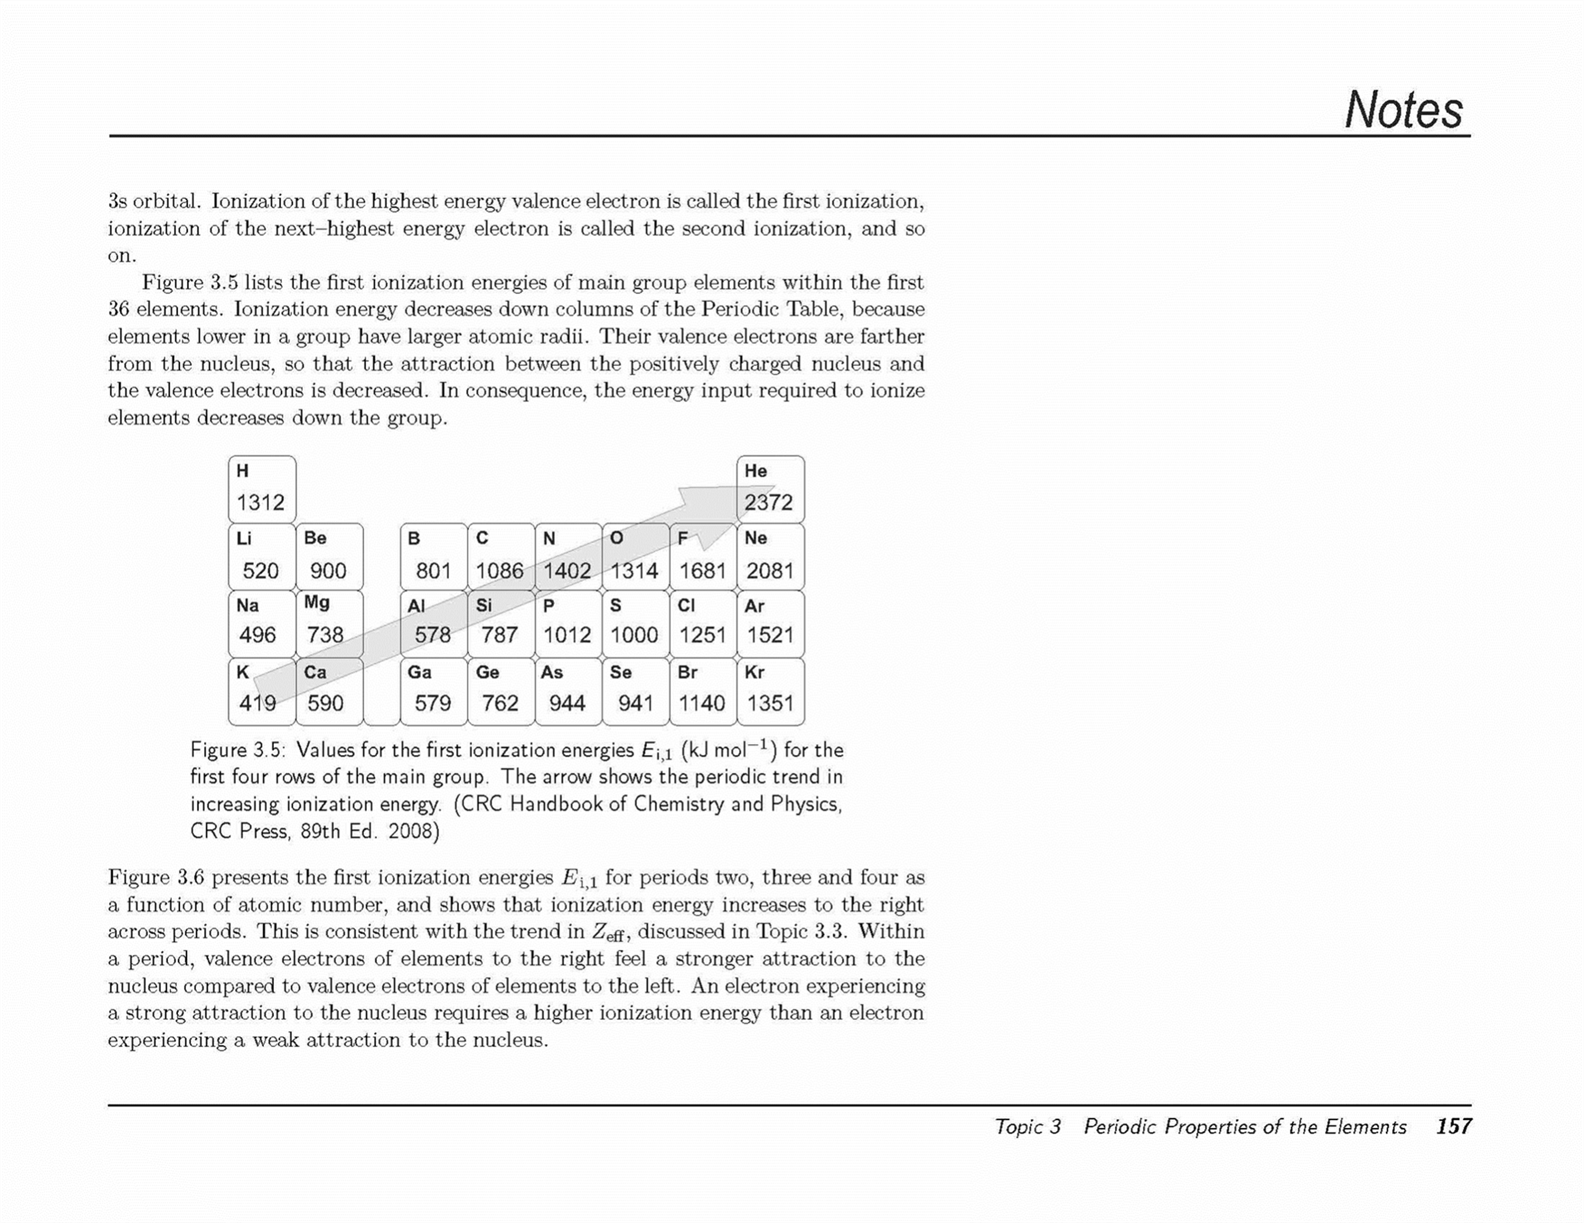 Notes
3s orbital. Ionization of the highest energy valence electron is called the first ionization,
ionization of the next–highest energy electron is called the second ionization, and so
on.
Figure 3.5 lists the first ionization energies of main group elements within the first
36 elements. Ionization energy decreases down columns of the Periodic Table, because
elements lower in a group have larger atomic radii. Their valence electrons are farther
from the nucleus, so that the attraction between the positively charged nucleus and
the valence electrons is decreased. In consequence, the energy input required to ionize
elements decreases down the group.
H He
1312 2372
Li Be B C N O F Ne
520 900 801 1086 1402 1314 1681 2081
Na Mg Al Si P S Cl Ar
496 738 578 787 1012 1000 1251 1521
K Ca Ga Ge As Se Br Kr
419 590 579 762 944 941 1140 1351
Figure 3.5: Values for the first ionization energies Ei,1 (kJ mol−1) for the
first four rows of the main group. The arrow shows the periodic trend in
increasing ionization energy. (CRC Handbook of Chemistry and Physics,
CRC Press, 89th Ed. 2008)
Figure 3.6 presents the first ionization energies Ei,1 for periods two, three and four as
a function of atomic number, and shows that ionization energy increases to the right
across periods. This is consistent with the trend in Zeff, discussed in Topic 3.3. Within
a period, valence electrons of elements to the right feel a stronger attraction to the
nucleus compared to valence electrons of elements to the left. An electron experiencing
a strong attraction to the nucleus requires a higher ionization energy than an electron
experiencing a weak attraction to the nucleus.
Topic 3 Periodic Properties of the Elements 157